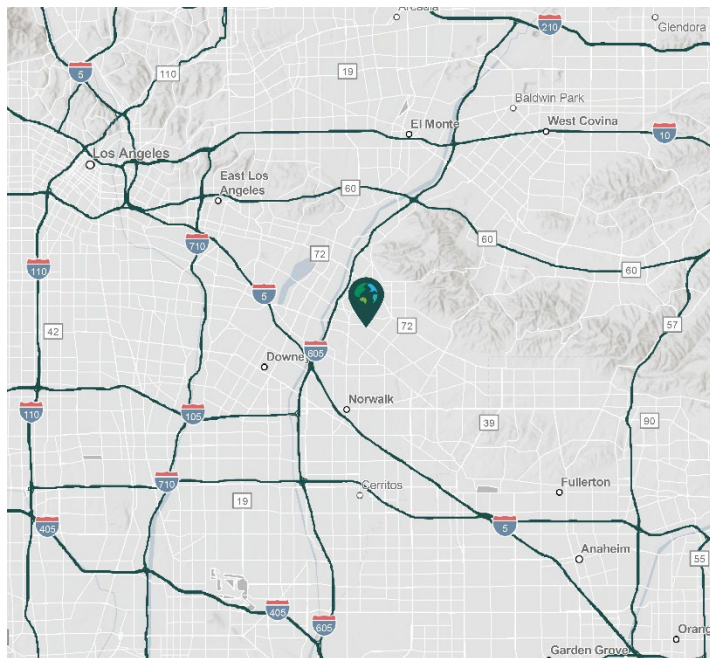 Arcadia
210
Glendora
110
5
19
Baldwin Park
El Monte
West Covina
10
Los Angeles
East Los
Angeles
60
710
72
60
110
5
60
57
42
72
605
Downe
Norwalk
110
105
39
90
710
Cerritos
Fullerton
19
405
5
Anaheim
55
405
605
Orang
Garden Grove